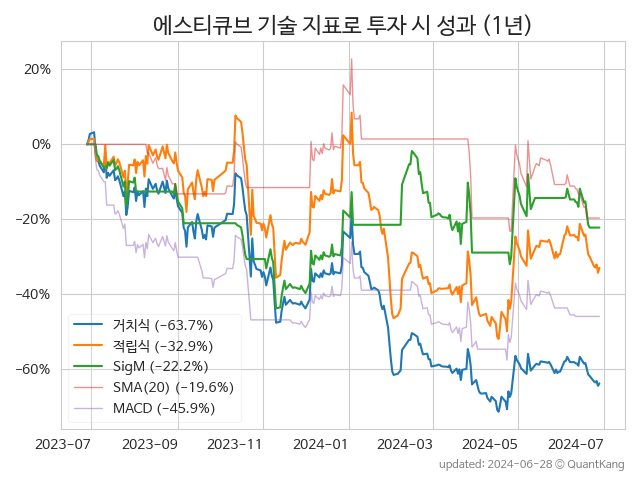 에스티큐브 기술 지표로 투자 시 성과 (1년)
20%
0%
−20%
−40%
−60%
거치식 (−63.7%)
적립식 (−32.9%)
SigM (−22.2%)
SMA(20) (−19.6%)
MACD (−45.9%)
2023-07 2023-09 2023-11 2024-01 2024-03 2024-05 2024-07
updated: 2024-06-28 ⓒ QuantKang